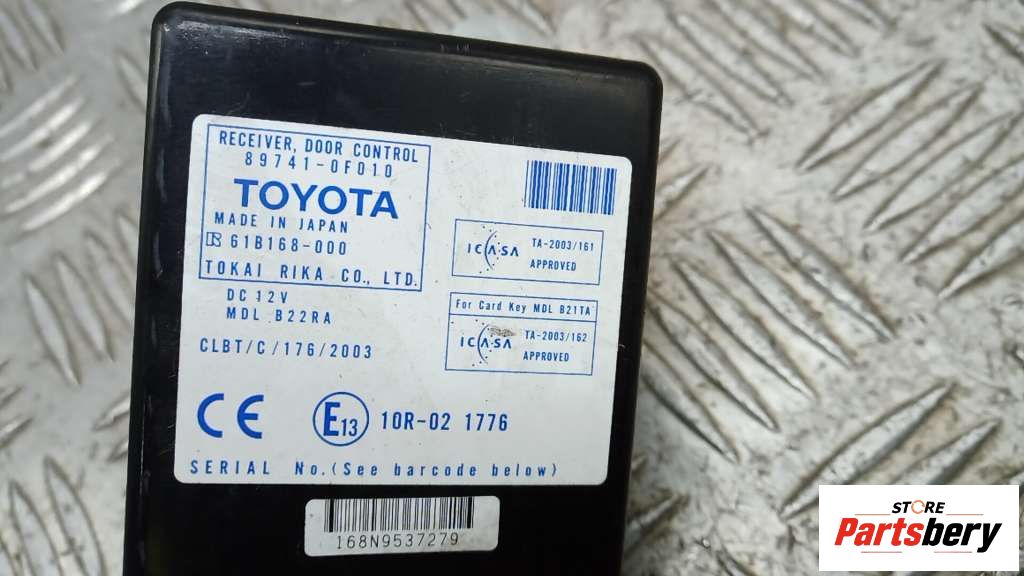 RECEIVER, DOOR CONTROL
89741-0F010
TOYOTA
MADE IN JAPAN
R 61B168-000
TOKAI RIKA CO., LTD.
DC 12V
MDL B22RA
CLBT/C/176/2003
ICASA TA-2003/161
APPROVED
For Card Key MDL B21TA
ICASA TA-2003/162
APPROVED
CE E13 10R-02 1776
SERIAL No.(See barcode below)
168N9537279
STORE
Partsbery